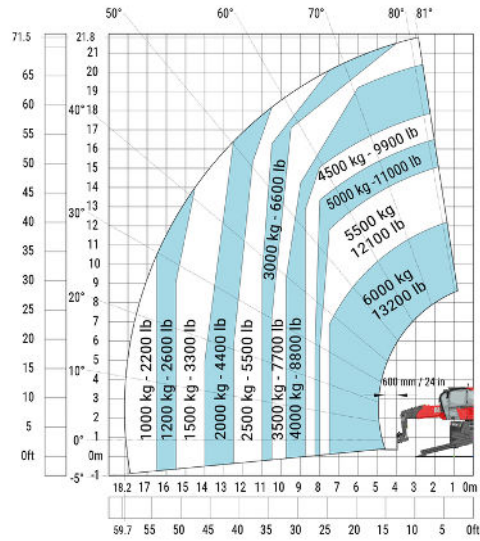 50° 60° 70° 80° 81°
71.5 21.8
21
65 20
19
60 40° 18
17
55
16
50 15
14
45
13
40 30° 12
11
35
10
30 9
8
25 20° 7
6
20
5
15 10° 4
3
10
2
5 0° 1
0ft 0m
-5° -1
1000 kg - 2200 lb
1200 kg - 2600 lb
1500 kg - 3300 lb
2000 kg - 4400 lb
2500 kg - 5500 lb
3000 kg - 6600 lb
3500 kg - 7700 lb
4000 kg - 8800 lb
4500 kg - 9900 lb
5000 kg -11000 lb
5500 kg
12100 lb
6000 kg
13200 lb
600 mm / 24 in
18.2 17 16 15 14 13 12 11 10 9 8 7 6 5 4 3 2 1 0m
59.7 55 50 45 40 35 30 25 20 15 10 5 0ft